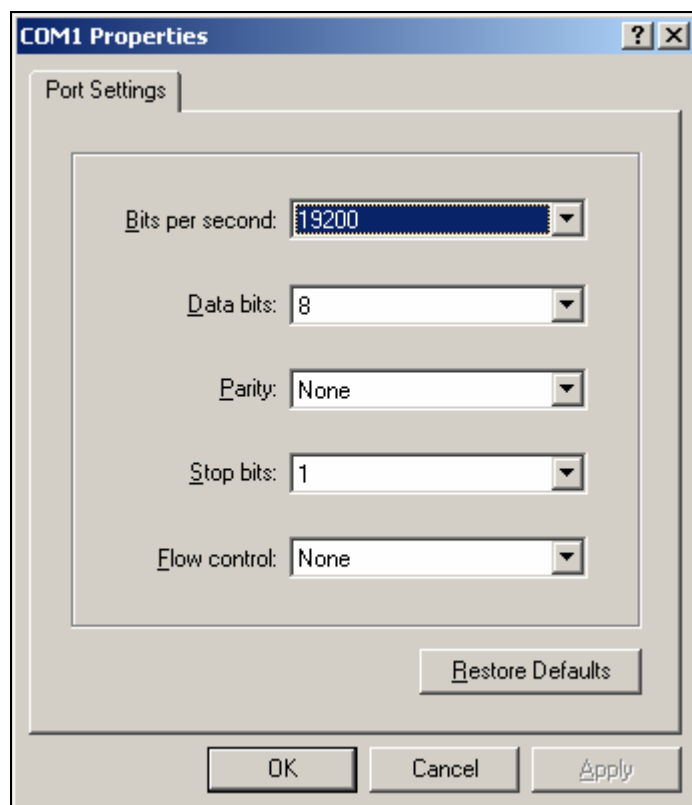 COM1 Properties
Port Settings
Bits per second: 19200
Data bits: 8
Parity: None
Stop bits: 1
Flow control: None
Restore Defaults
OK Cancel Apply